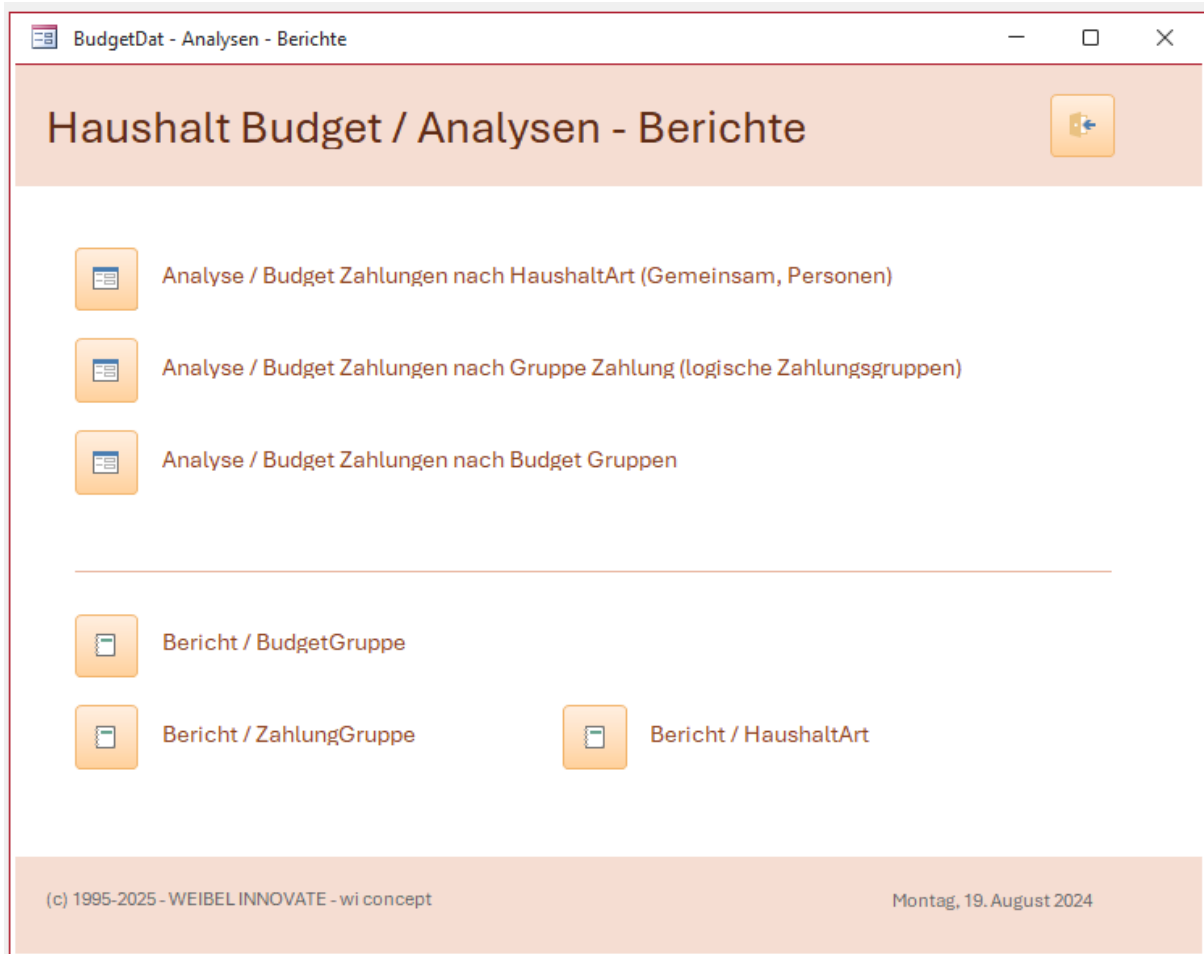 BudgetDat - Analysen - Berichte
Haushalt Budget / Analysen - Berichte
Analyse / Budget Zahlungen nach HaushaltArt (Gemeinsam, Personen)
Analyse / Budget Zahlungen nach Gruppe Zahlung (logische Zahlungsgruppen)
Analyse / Budget Zahlungen nach Budget Gruppen
Bericht / BudgetGruppe
Bericht / ZahlungGruppe
Bericht / HaushaltArt
(c) 1995-2025 - WEIBEL INNOVATE - wi concept
Montag, 19. August 2024